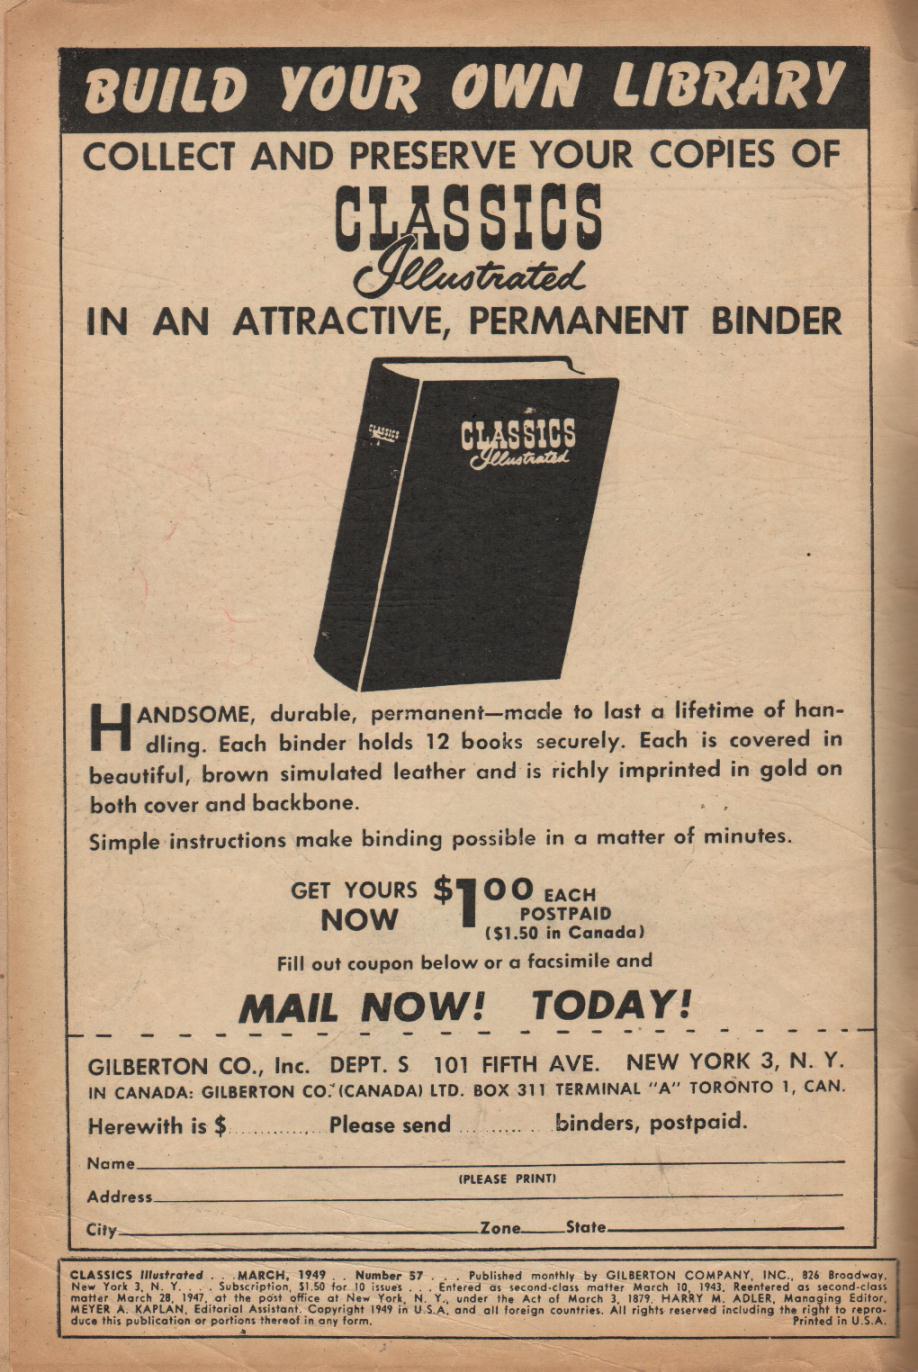 BUILD YOUR OWN LIBRARY
COLLECT AND PRESERVE YOUR COPIES OF
CLASSICS
Illustrated
IN AN ATTRACTIVE, PERMANENT BINDER
CLASSICS
CLASSICS
Illustrated
HANDSOME, durable, permanent—made to last a lifetime of han-
dling. Each binder holds 12 books securely. Each is covered in
beautiful, brown simulated leather and is richly imprinted in gold on
both cover and backbone.
Simple instructions make binding possible in a matter of minutes.
GET YOURS NOW $1.00 EACH
POSTPAID
($1.50 in Canada)
Fill out coupon below or a facsimile and
MAIL NOW! TODAY!
GILBERTON CO., Inc. DEPT. S 101 FIFTH AVE. NEW YORK 3, N. Y.
IN CANADA: GILBERTON CO. (CANADA) LTD. BOX 311 TERMINAL "A" TORONTO 1, CAN.
Herewith is $ ............. Please send ............. binders, postpaid.
Name
(PLEASE PRINT)
Address
City Zone State
CLASSICS Illustrated . . . MARCH, 1949 . . Number 57 . . . Published monthly by GILBERTON COMPANY, INC., 826 Broadway,
New York 3, N. Y. . . . Subscription, $1.50 for 10 issues . . . Entered as second-class matter March 10, 1943, Reentered as second-class
matter March 28, 1947, at the post office at New York, N. Y., under the Act of March 3, 1879, HARRY M. ADLER, Managing Editor,
MEYER A. KAPLAN, Editorial Assistant. Copyright 1949 in U.S.A. and all foreign countries. All rights reserved including the right to repro-
duce this publication or portions thereof in any form. Printed in U.S.A.